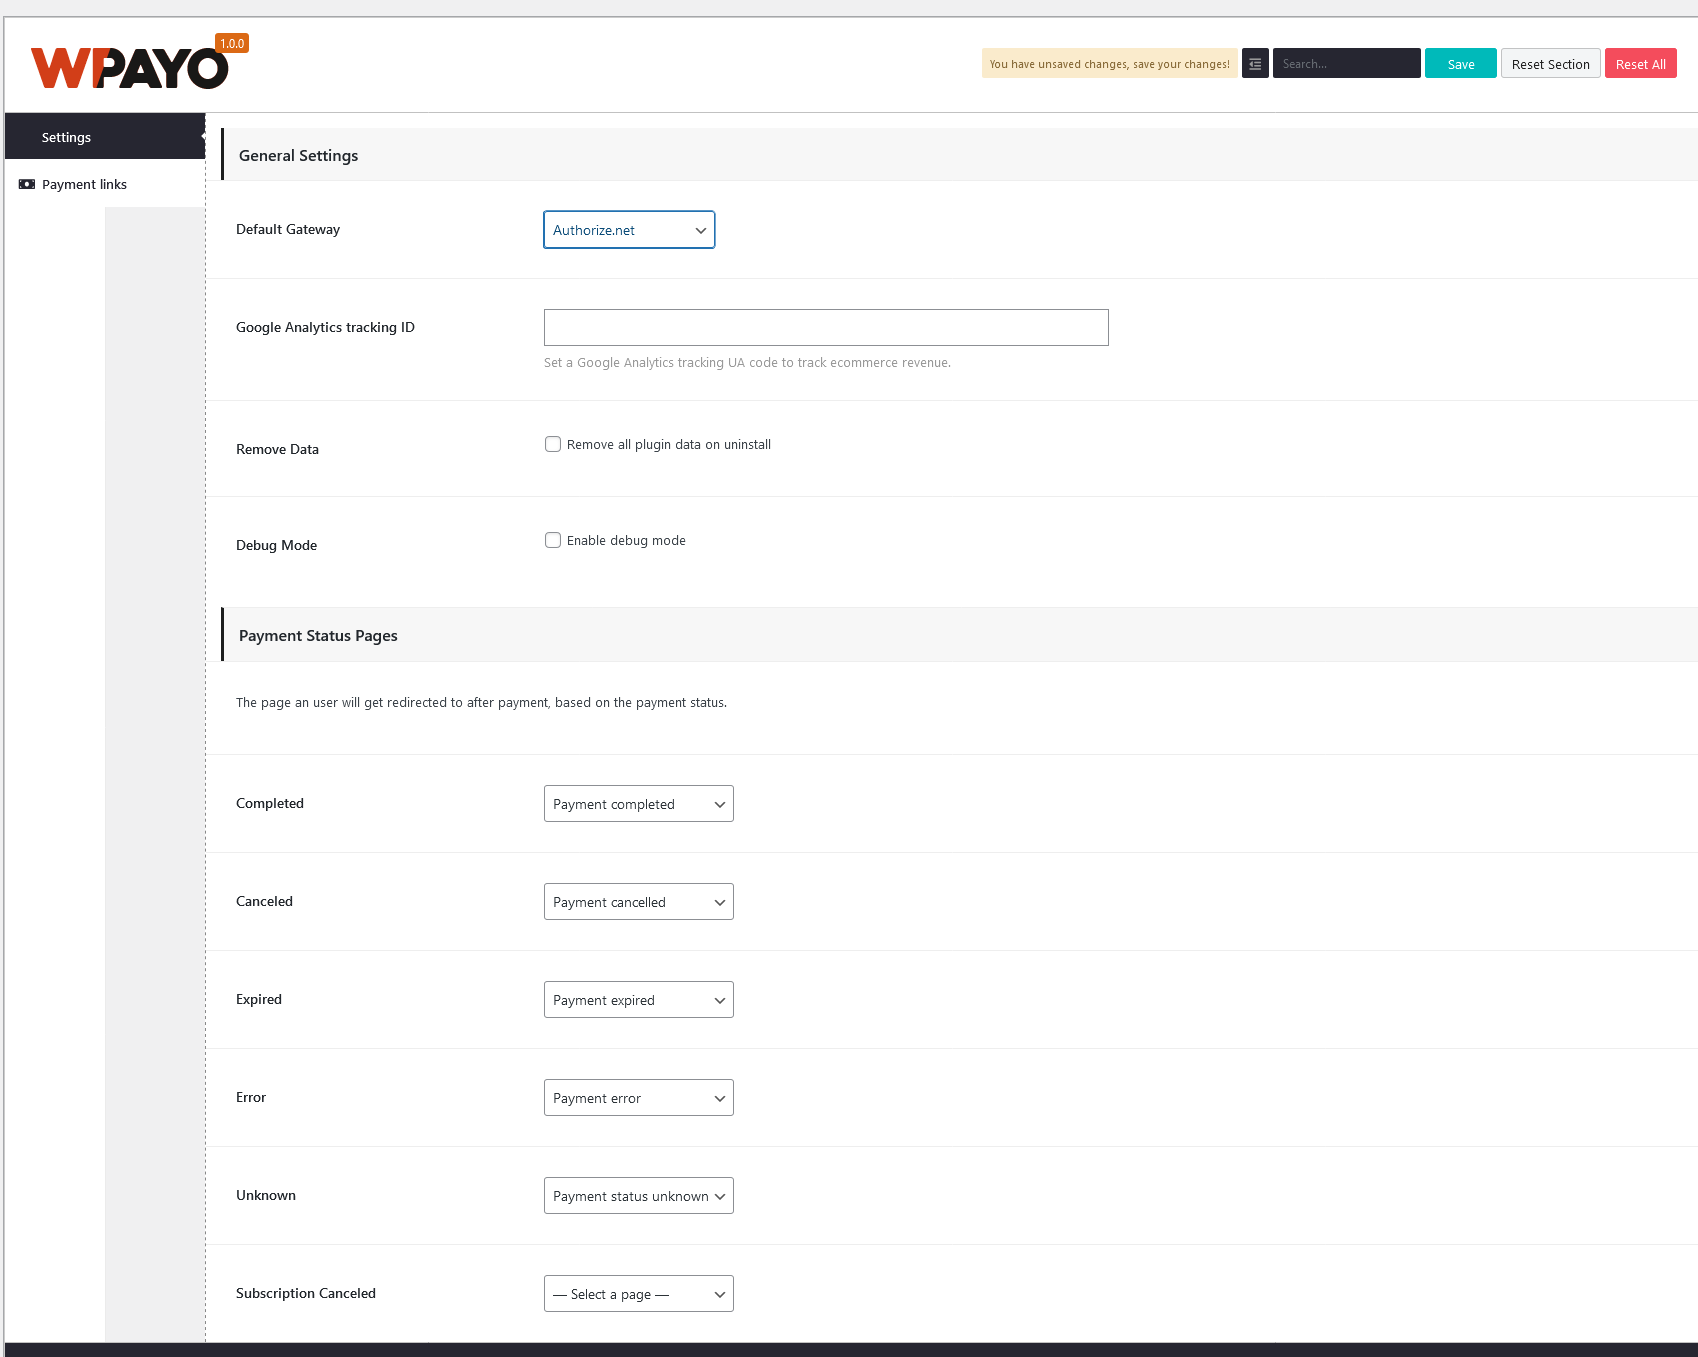 WPAYO 1.0.0
You have unsaved changes, save your changes! Search... Save Reset Section Reset All
Settings
Payment links
General Settings
Default Gateway Authorize.net
Google Analytics tracking ID
Set a Google Analytics tracking UA code to track ecommerce revenue.
Remove Data Remove all plugin data on uninstall
Debug Mode Enable debug mode
Payment Status Pages
The page an user will get redirected to after payment, based on the payment status.
Completed Payment completed
Canceled Payment cancelled
Expired Payment expired
Error Payment error
Unknown Payment status unknown
Subscription Canceled — Select a page —